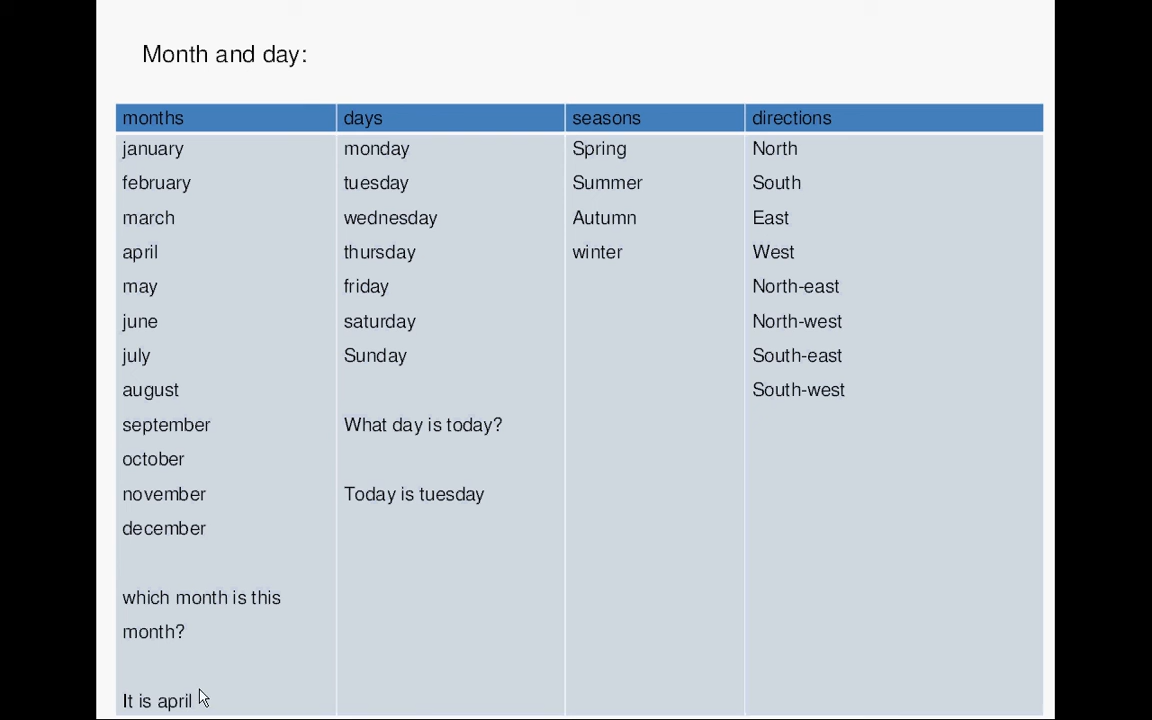 Month and day:
months days seasons directions
january monday Spring North
february tuesday Summer South
march wednesday Autumn East
april thursday winter West
may friday North-east
june saturday North-west
july Sunday South-east
august South-west
september What day is today?
october
november Today is tuesday
december
which month is this
month?
It is april